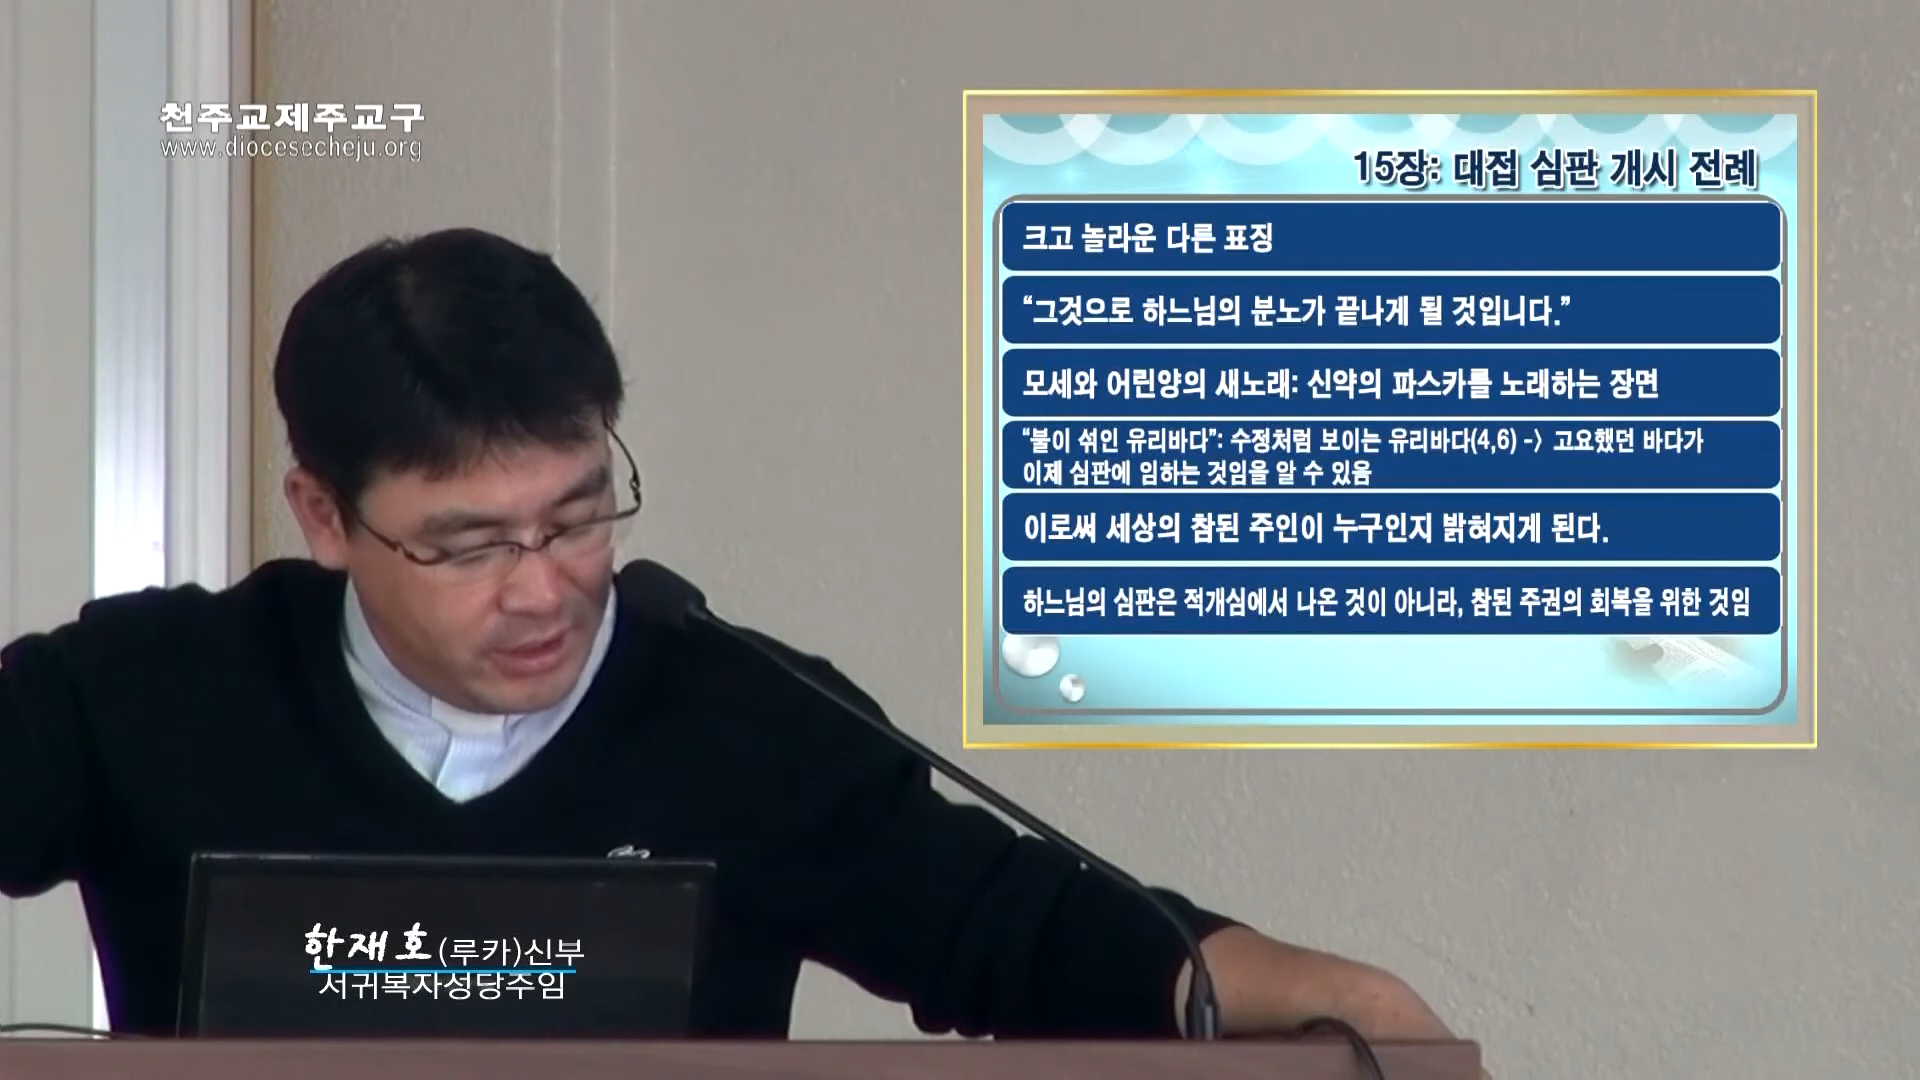 천주교제주교구
www.diocesecheju.org
15장: 대접 심판 개시 전례
크고 놀라운 다른 표징
“그것으로 하느님의 분노가 끝나게 될 것입니다.”
모세와 어린양의 새노래: 신약의 파스카를 노래하는 장면
“불이 섞인 유리바다”: 수정처럼 보이는 유리바다(4,6) -> 고요했던 바다가
이제 심판에 임하는 것임을 알 수 있음
이로써 세상의 참된 주인이 누구인지 밝혀지게 된다.
하느님의 심판은 적개심에서 나온 것이 아니라, 참된 주권의 회복을 위한 것임
한재호(루카)신부
서귀복자성당주임